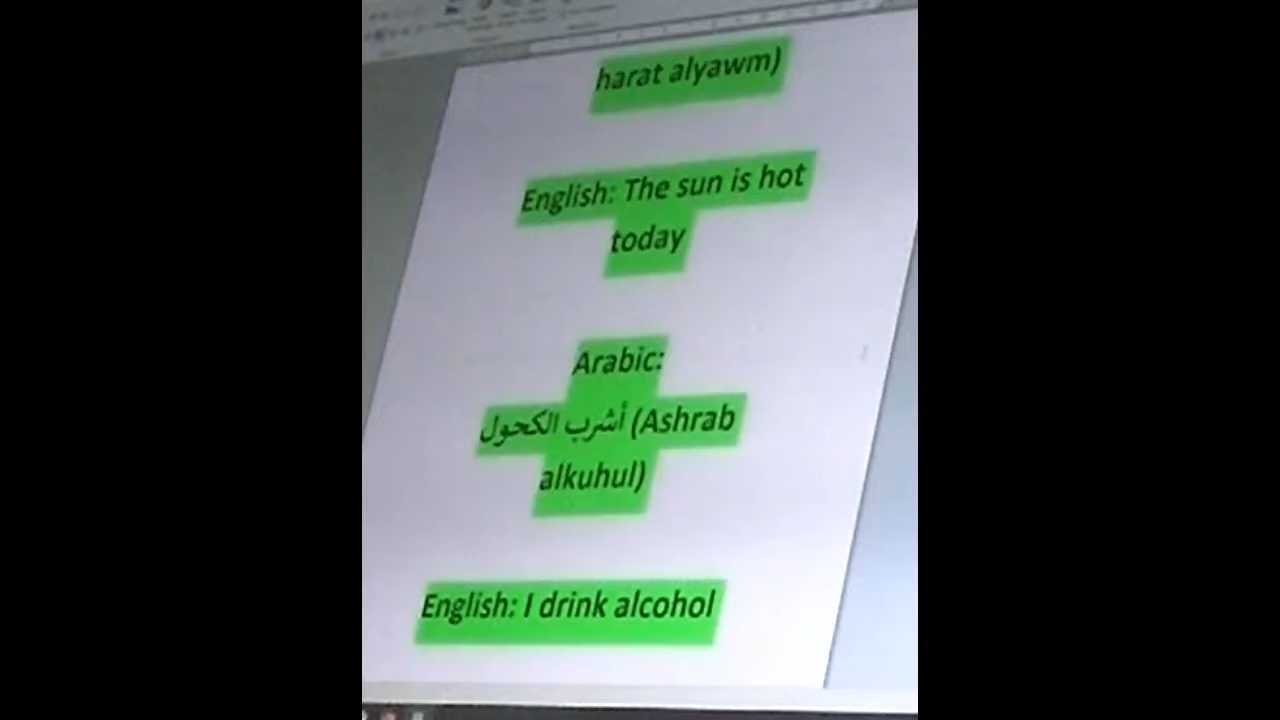 harat alyawm)
English: The sun is hot
today
Arabic:
أشرب الكحول (Ashrab
alkuhul)
English: I drink alcohol